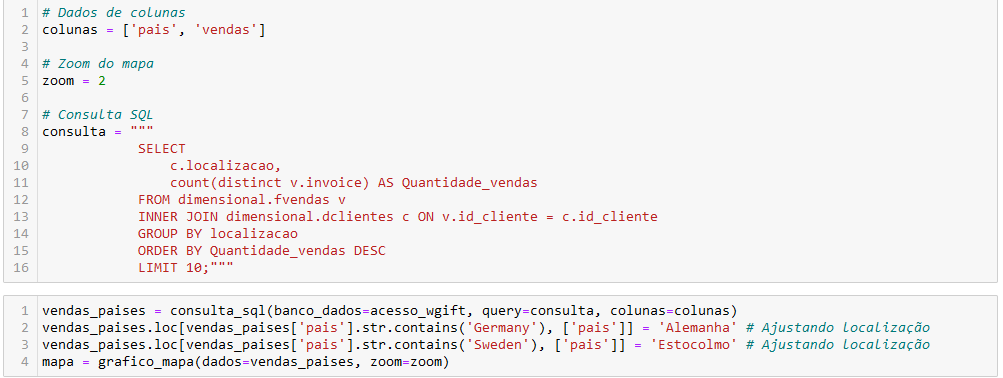 1 # Dados de colunas
2 colunas = ['pais', 'vendas']
3
4 # Zoom do mapa
5 zoom = 2
6
7 # Consulta SQL
8 consulta = """
9 SELECT
10 c.localizacao,
11 count(distinct v.invoice) AS Quantidade_vendas
12 FROM dimensional.fvendas v
13 INNER JOIN dimensional.dclientes c ON v.id_cliente = c.id_cliente
14 GROUP BY localizacao
15 ORDER BY Quantidade_vendas DESC
16 LIMIT 10;"""
1 vendas_paises = consulta_sql(banco_dados=acesso_wgift, query=consulta, colunas=colunas)
2 vendas_paises.loc[vendas_paises['pais'].str.contains('Germany'), ['pais']] = 'Alemanha' # Ajustando localização
3 vendas_paises.loc[vendas_paises['pais'].str.contains('Sweden'), ['pais']] = 'Estocolmo' # Ajustando localização
4 mapa = grafico_mapa(dados=vendas_paises, zoom=zoom)